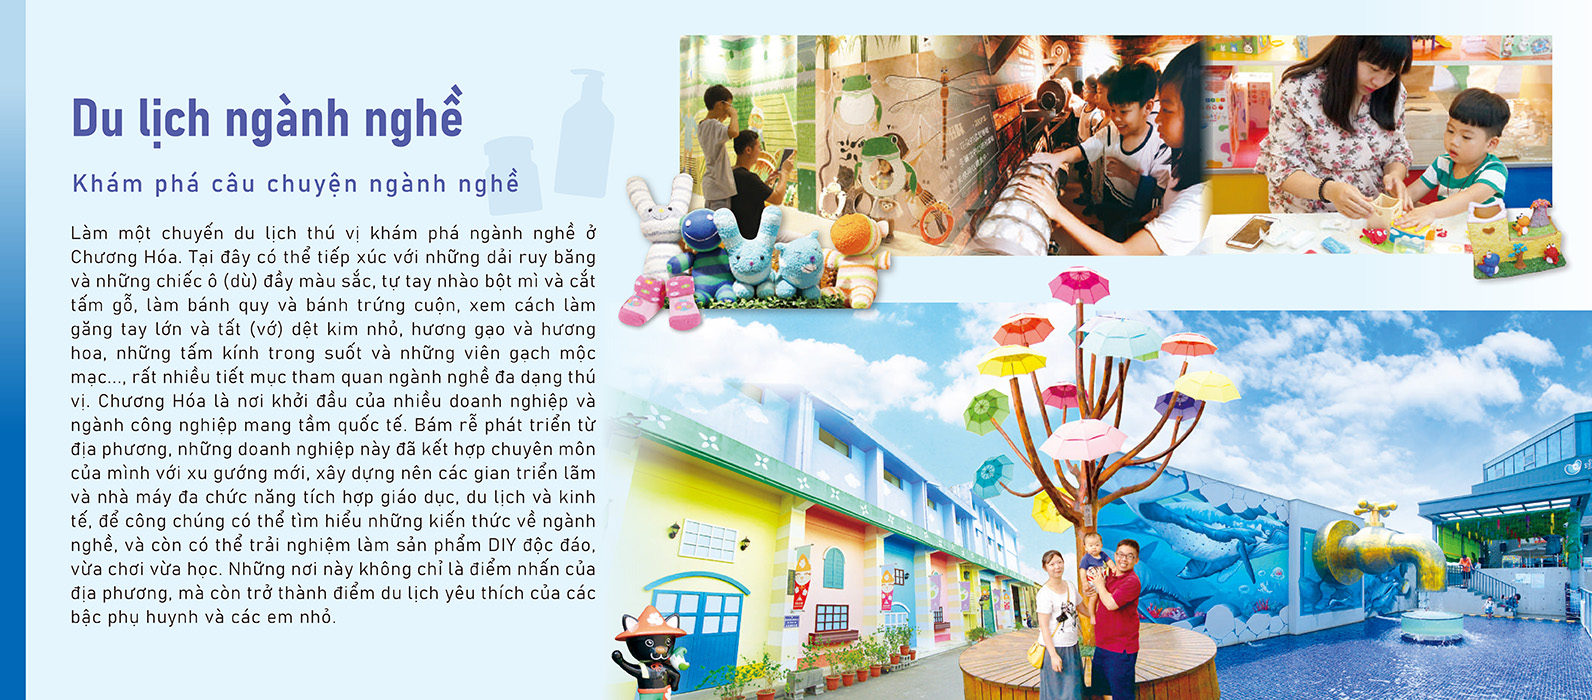 Du lịch ngành nghề
Khám phá câu chuyện ngành nghề
Làm một chuyến du lịch thú vị khám phá ngành nghề ở
Chương Hóa. Tại đây có thể tiếp xúc với những dải ruy băng
và những chiếc ô (dù) đầy màu sắc, tự tay nhào bột mì và cắt
tấm gỗ, làm bánh quy và bánh trứng cuộn, xem cách làm
găng tay lớn và tất (vớ) dệt kim nhỏ, hương gạo và hương
hoa, những tấm kính trong suốt và những viên gạch mộc
mạc..., rất nhiều tiết mục tham quan ngành nghề đa dạng thú
vị. Chương Hóa là nơi khởi đầu của nhiều doanh nghiệp và
ngành công nghiệp mang tầm quốc tế. Bám rễ phát triển từ
địa phương, những doanh nghiệp này đã kết hợp chuyên môn
của mình với xu gướng mới, xây dựng nên các gian triển lãm
và nhà máy đa chức năng tích hợp giáo dục, du lịch và kinh
tế, để công chúng có thể tìm hiểu những kiến thức về ngành
nghề, và còn có thể trải nghiệm làm sản phẩm DIY độc đáo,
vừa chơi vừa học. Những nơi này không chỉ là điểm nhấn của
địa phương, mà còn trở thành điểm du lịch yêu thích của các
bậc phụ huynh và các em nhỏ.